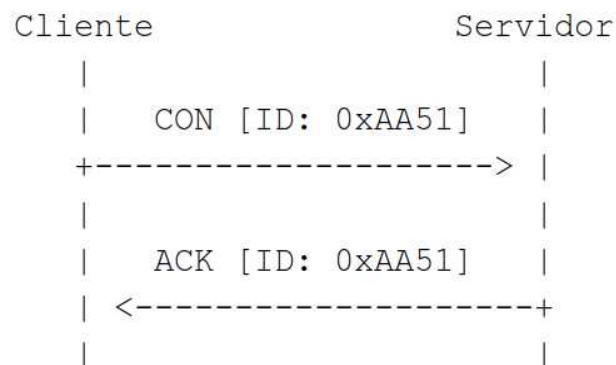 Cliente Servidor
CON [ID: 0xAA51]
ACK [ID: 0xAA51]